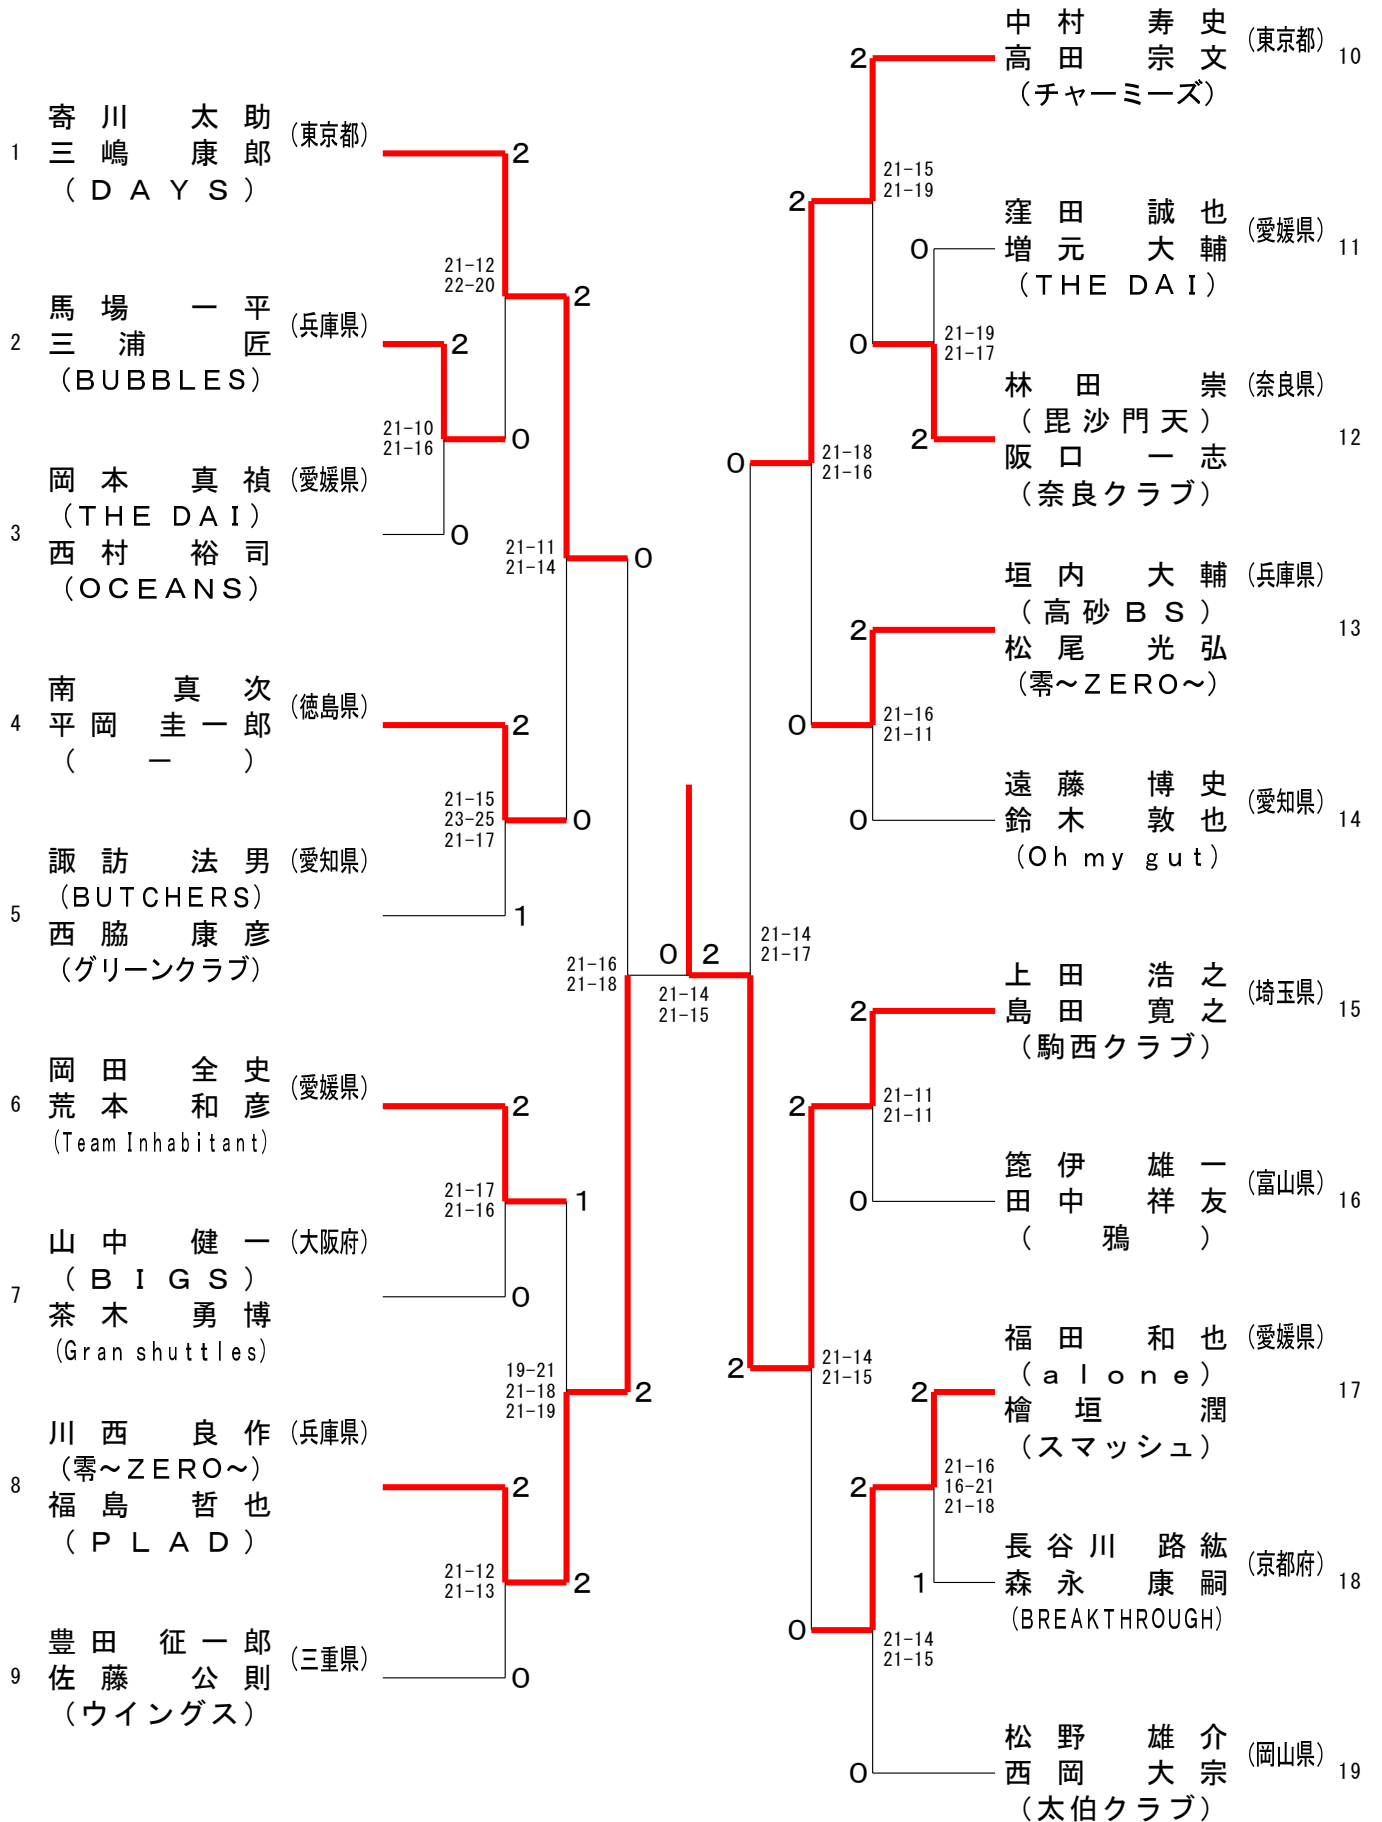 1
寄川 太助
三嶋 康郎
(DAYS)
(東京都)
2
馬場 一平
三浦 匠
(BUBBLES)
(兵庫県)
3
岡本 真禎
(THE DAI)
西村 裕司
(OCEANS)
(愛媛県)
4
南 真次
平岡 圭一郎
(ー)
(徳島県)
5
諏訪 法男
(BUTCHERS)
西脇 康彦
(グリーンクラブ)
(愛知県)
6
岡田 全史
荒本 和彦
(Team Inhabitant)
(愛媛県)
7
山中 健一
(BIGS)
茶木 勇博
(Gran shuttles)
(大阪府)
8
川西 良作
(零～ZERO～)
福島 哲也
(PLAD)
(兵庫県)
9
豊田 征一郎
佐藤 公則
(ウイングス)
(三重県)
2
21-12
22-20
2
2
21-10
21-16
0
0
21-11
21-14
0
2
21-15
23-25
21-17
0
1
21-16
21-18
2
21-17
21-16
1
0
19-21
21-18
21-19
2
2
21-12
21-13
2
0
0 2
21-14
21-15
2
21-15
21-19
2
0
0
21-19
21-17
2
0
21-18
21-16
2
0
21-16
21-11
0
21-14
21-17
2
2
21-11
21-11
0
2
21-14
21-15
2
2
21-16
16-21
21-18
1
0
21-14
21-15
0
中村 寿史
高田 宗文
(チャーミーズ)
(東京都)
10
窪田 誠也
増元 大輔
(THE DAI)
(愛媛県)
11
林田 崇
(毘沙門天)
阪口 一志
(奈良クラブ)
(奈良県)
12
垣内 大輔
(高砂BS)
松尾 光弘
(零～ZERO～)
(兵庫県)
13
遠藤 博史
鈴木 敦也
(Oh my gut)
(愛知県)
14
上田 浩之
島田 寛之
(駒西クラブ)
(埼玉県)
15
箆伊 雄一
田中 祥友
(鴉)
(富山県)
16
福田 和也
(alone)
檜垣 潤
(スマッシュ)
(愛媛県)
17
長谷川 路紘
森永 康嗣
(BREAKTHROUGH)
(京都府)
18
松野 雄介
西岡 大宗
(太伯クラブ)
(岡山県)
19